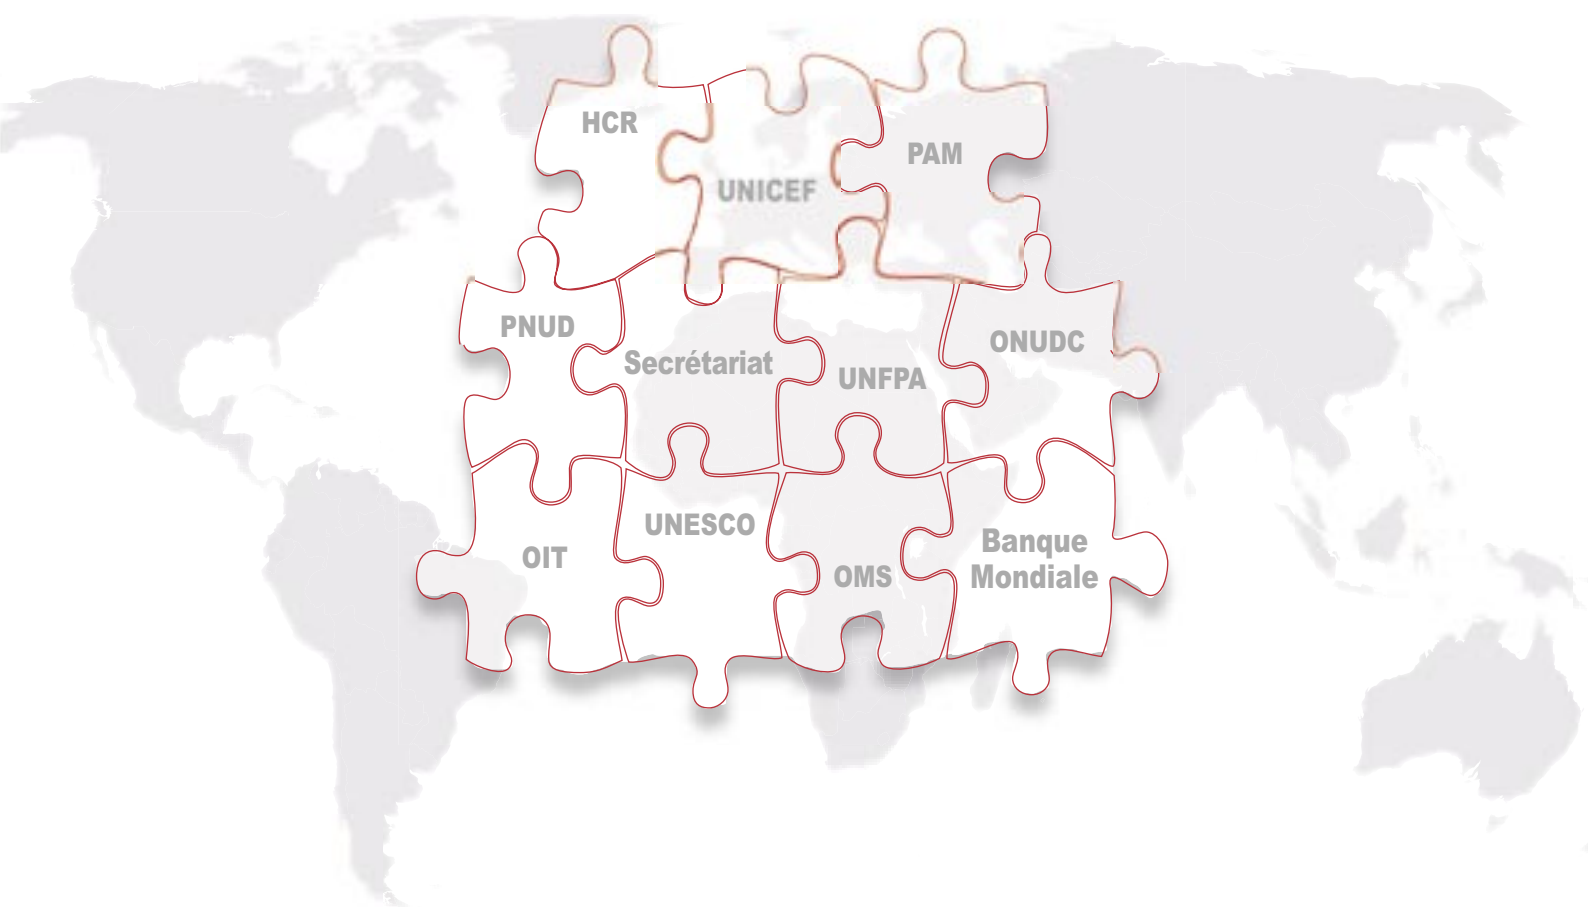 HCR
UNICEF
PAM
PNUD
Secrétariat
UNFPA
ONUDC
OIT
UNESCO
OMS
Banque
Mondiale